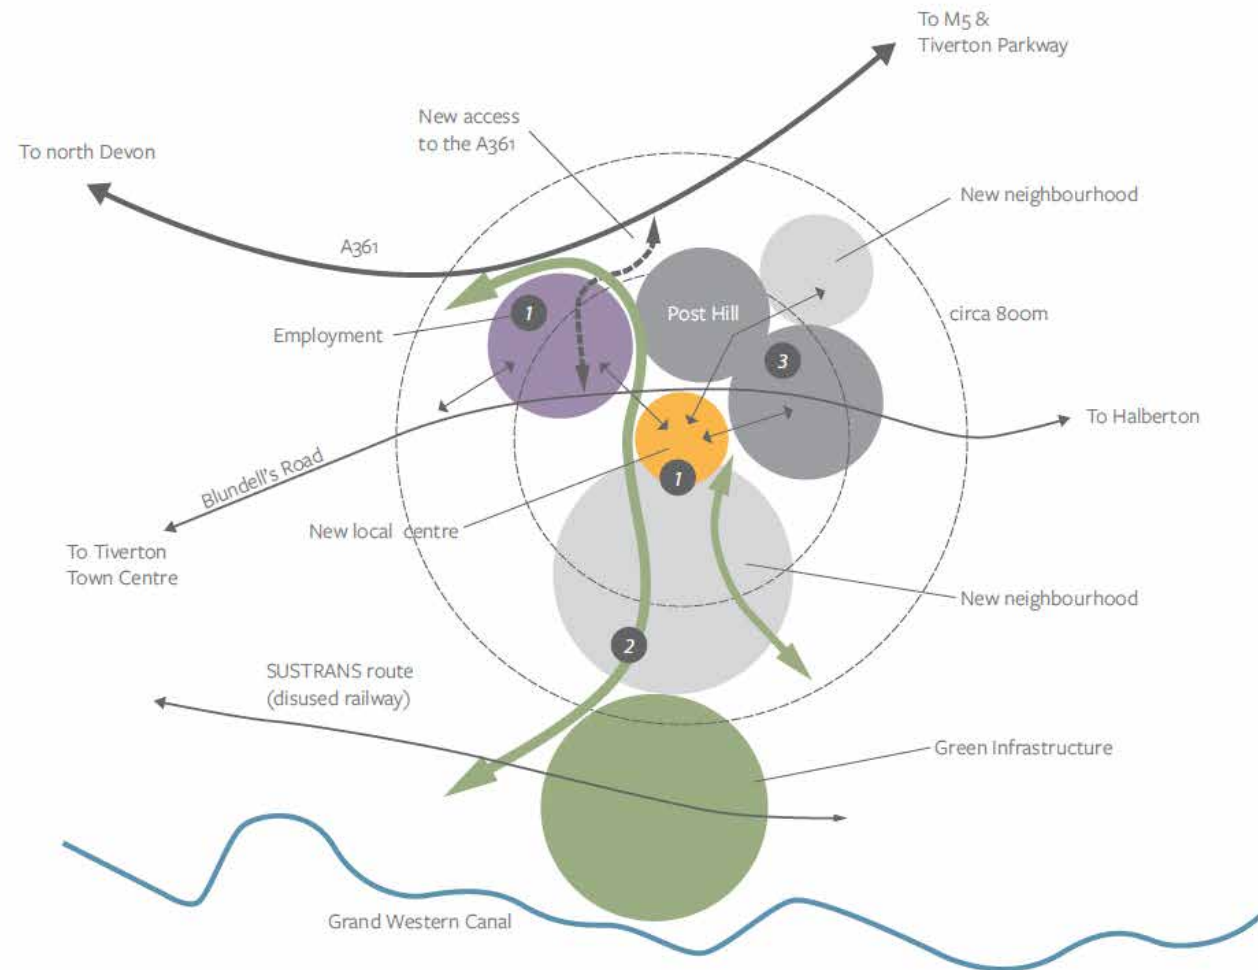 To M5 &
Tiverton Parkway
New access
to the A361
To north Devon
New neighbourhood
A361
Post Hill
circa 800m
1
Employment
3
To Halberton
Blundell's Road
1
New local centre
To Tiverton
Town Centre
New neighbourhood
2
SUSTRANS route
(disused railway)
Green Infrastructure
Grand Western Canal